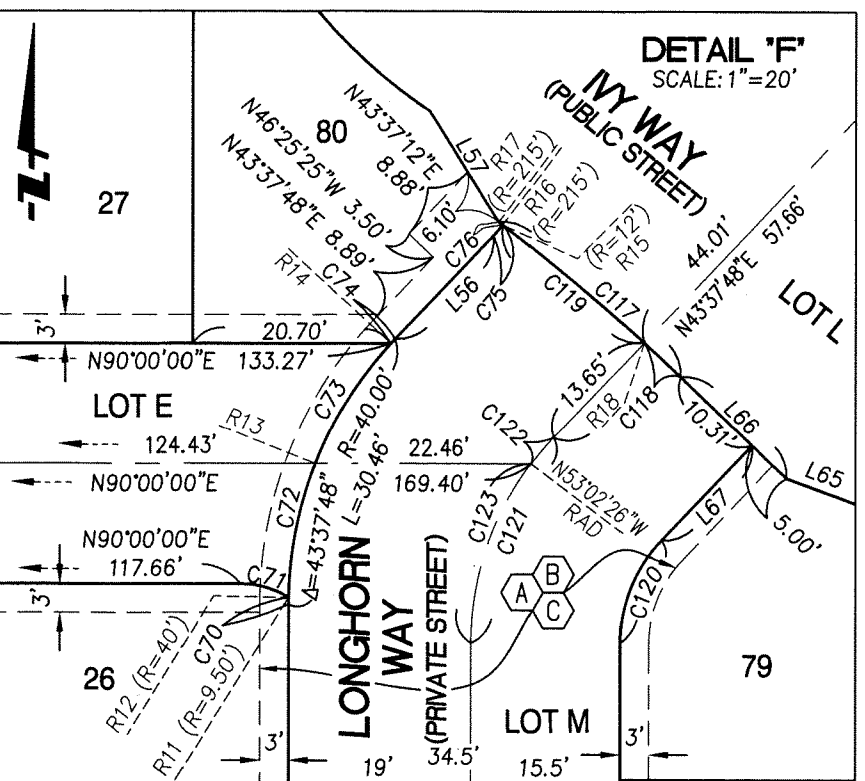 DETAIL "F"
SCALE: 1"=20'
IVY WAY
(PUBLIC STREET)
80
27
N43°37'12"E
8.88'
N46°25'25"W 3.50'
N43°37'48"E 8.89'
L57
R17
(R=215')
R16
(R=215')
(R=12')
R15
6.10'
C76
R14
C74
L56
C75
C119
C117
44.01'
N43°37'48"E 57.66'
LOT L
3'
20.70'
N90°00'00"E 133.27'
LOT E
C73
R13
124.43'
N90°00'00"E
R=40.00'
L=30.46'
Δ=43°37'48"
22.46'
169.40'
13.65'
R18
C118
C122
10.31'
L66
L65
N53°02'26"W
RAD
L67
5.00'
C72
C123
C121
N90°00'00"E
117.66'
C71
3'
C70
26
R12 (R=40')
R11 (R=9.50')
LONGHORN
WAY
(PRIVATE STREET)
A
B
C
C120
79
LOT M
3'
19'
34.5'
15.5'
3'